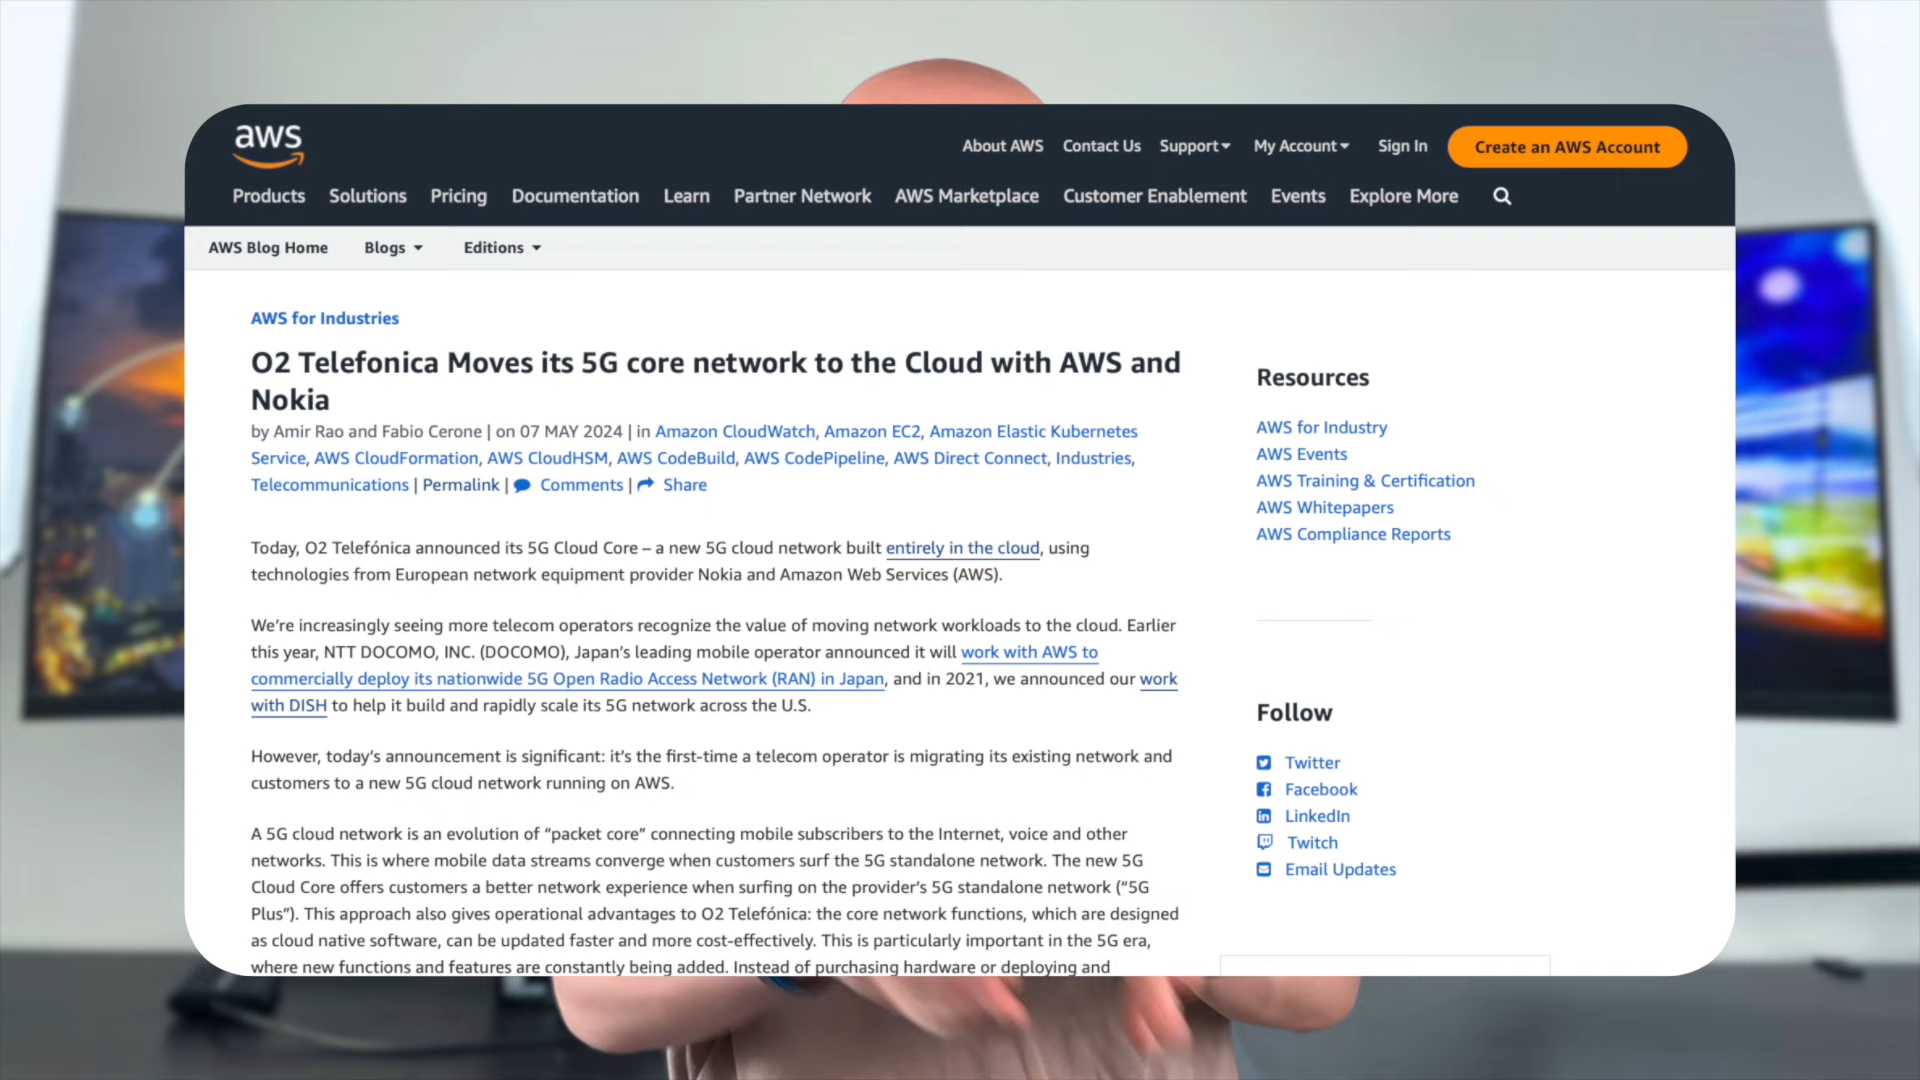 aws
About AWS Contact Us Support My Account Sign In Create an AWS Account
Products Solutions Pricing Documentation Learn Partner Network AWS Marketplace Customer Enablement Events Explore More
AWS Blog Home Blogs Editions
AWS for Industries
O2 Telefonica Moves its 5G core network to the Cloud with AWS and
Nokia
by Amir Rao and Fabio Cerone | on 07 MAY 2024 | in Amazon CloudWatch, Amazon EC2, Amazon Elastic Kubernetes
Service, AWS CloudFormation, AWS CloudHSM, AWS CodeBuild, AWS CodePipeline, AWS Direct Connect, Industries,
Telecommunications | Permalink | Comments | Share
Today, O2 Telefónica announced its 5G Cloud Core – a new 5G cloud network built entirely in the cloud, using
technologies from European network equipment provider Nokia and Amazon Web Services (AWS).
We're increasingly seeing more telecom operators recognize the value of moving network workloads to the cloud. Earlier
this year, NTT DOCOMO, INC. (DOCOMO), Japan's leading mobile operator announced it will work with AWS to
commercially deploy its nationwide 5G Open Radio Access Network (RAN) in Japan, and in 2021, we announced our work
with DISH to help it build and rapidly scale its 5G network across the U.S.
However, today's announcement is significant: it's the first-time a telecom operator is migrating its existing network and
customers to a new 5G cloud network running on AWS.
A 5G cloud network is an evolution of “packet core” connecting mobile subscribers to the Internet, voice and other
networks. This is where mobile data streams converge when customers surf the 5G standalone network. The new 5G
Cloud Core offers customers a better network experience when surfing on the provider's 5G standalone network (“5G
Plus”). This approach also gives operational advantages to O2 Telefónica: the core network functions, which are designed
as cloud native software, can be updated faster and more cost-effectively. This is particularly important in the 5G era,
where new functions and features are constantly being added. Instead of purchasing hardware or deploying and
Resources
AWS for Industry
AWS Events
AWS Training & Certification
AWS Whitepapers
AWS Compliance Reports
Follow
Twitter
Facebook
LinkedIn
Twitch
Email Updates